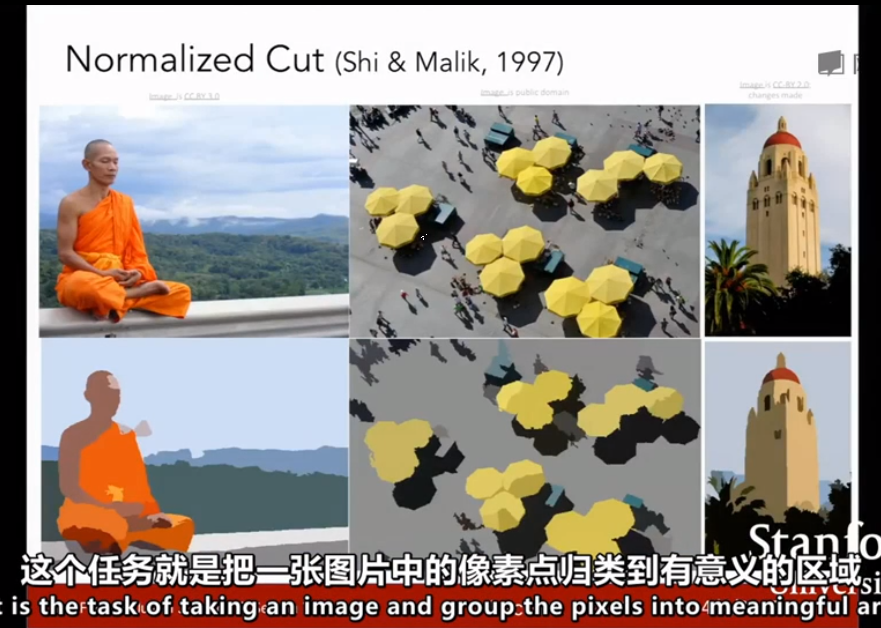 Normalized Cut (Shi & Malik, 1997)
Image is CC BY 3.0
Image is public domain
Image is CC BY 2.0;
changes made
Stanfo
这个任务就是把一张图片中的像素点归类到有意义的区域
Universi
is the task of taking an image and group the pixels into meaningful ar